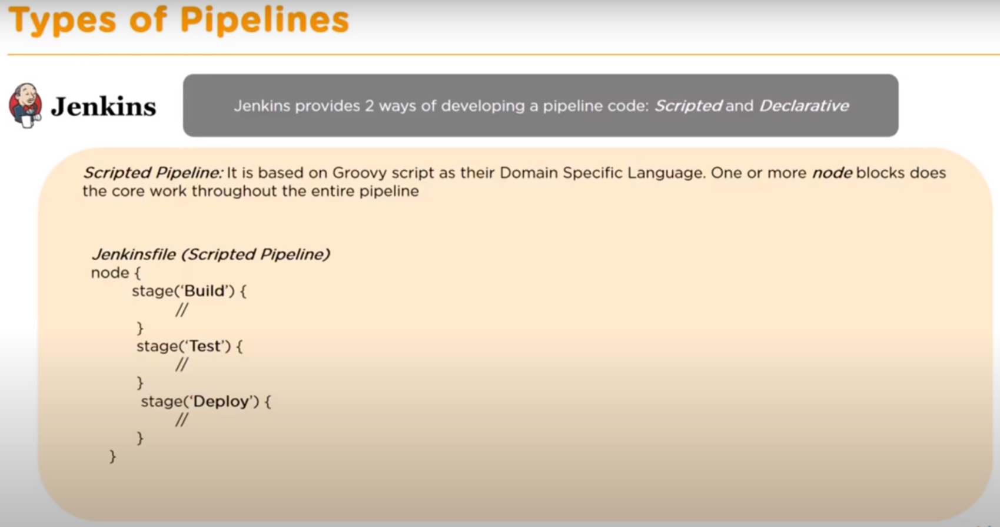 Types of Pipelines
Jenkins
Jenkins provides 2 ways of developing a pipeline code: Scripted and Declarative
Scripted Pipeline: It is based on Groovy script as their Domain Specific Language. One or more node blocks does
the core work throughout the entire pipeline
Jenkinsfile (Scripted Pipeline)
node {
stage(‘Build’) {
//
}
stage(‘Test’) {
//
}
stage(‘Deploy’) {
//
}
}